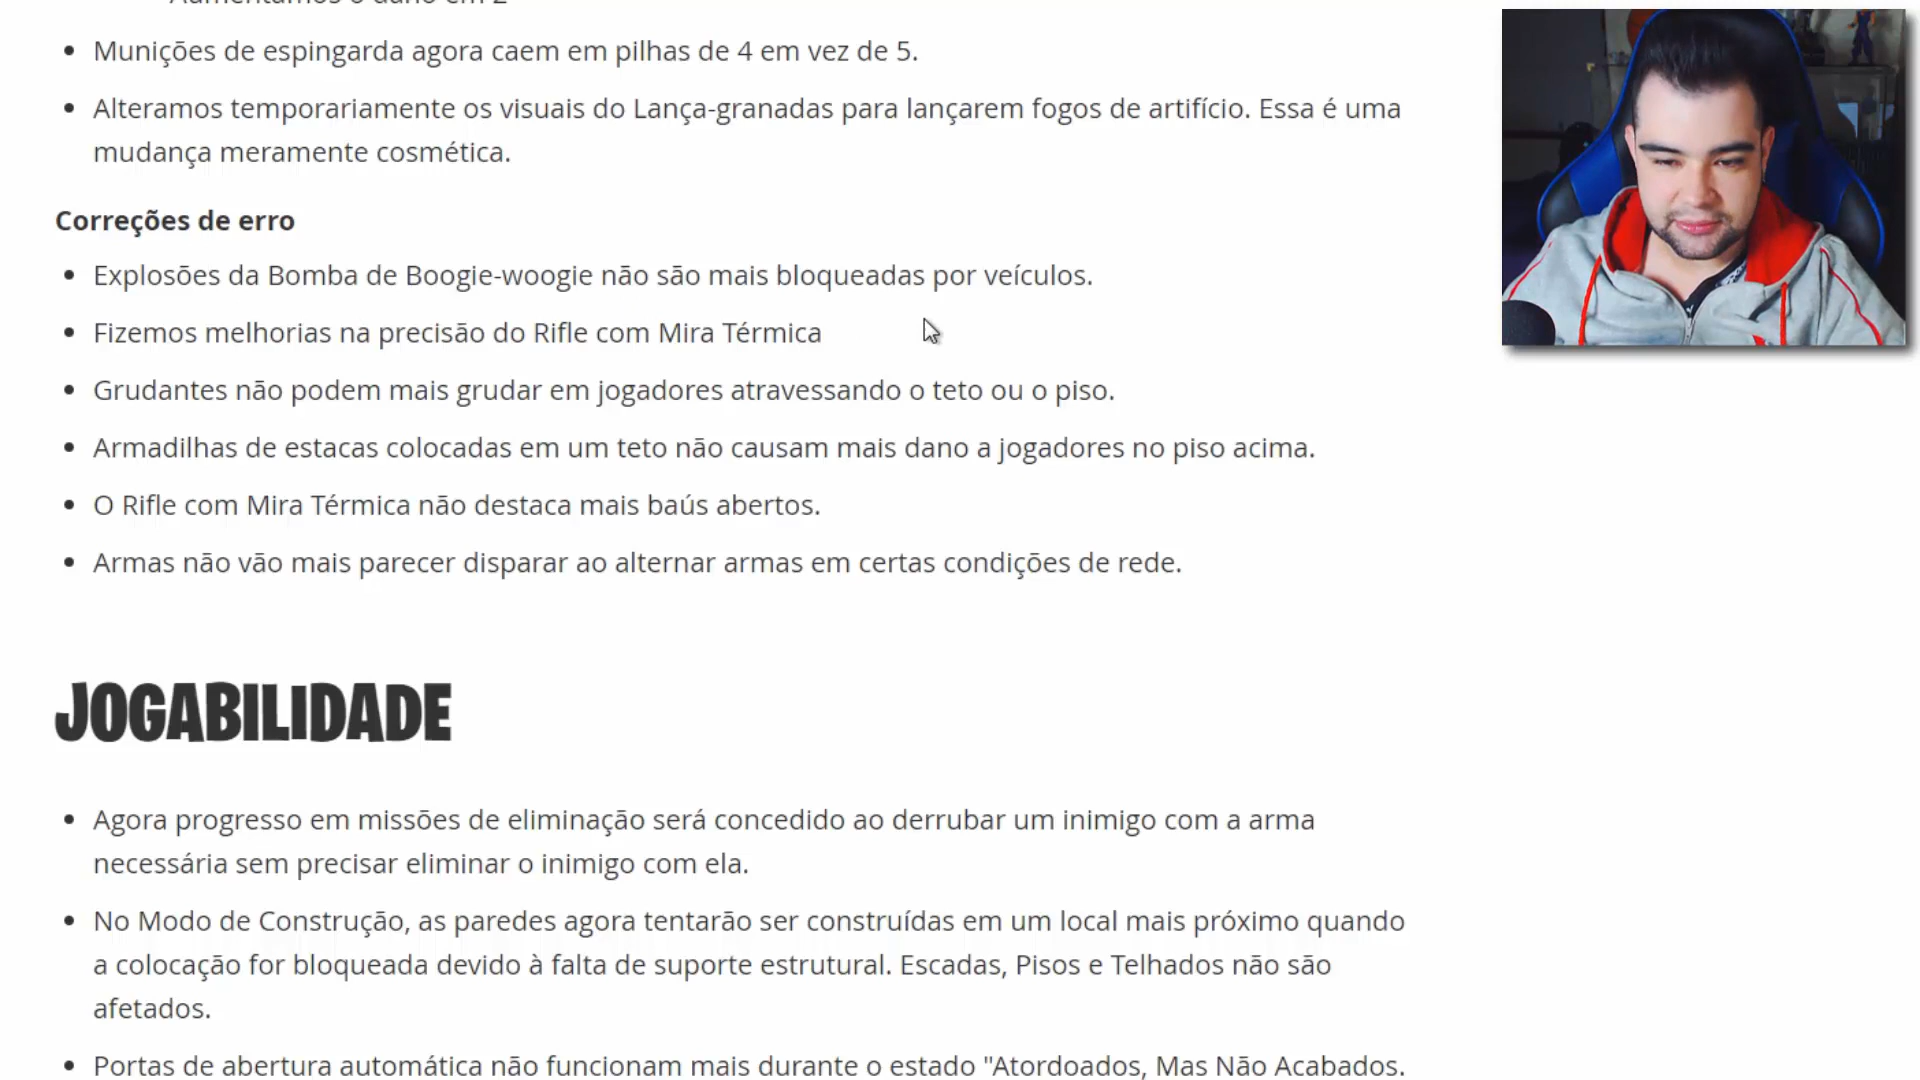 Munições de espingarda agora caem em pilhas de 4 em vez de 5.
Alteramos temporariamente os visuais do Lança-granadas para lançarem fogos de artifício. Essa é uma
mudança meramente cosmética.
Correções de erro
Explosões da Bomba de Boogie-woogie não são mais bloqueadas por veículos.
Fizemos melhorias na precisão do Rifle com Mira Térmica
Grudantes não podem mais grudar em jogadores atravessando o teto ou o piso.
Armadilhas de estacas colocadas em um teto não causam mais dano a jogadores no piso acima.
O Rifle com Mira Térmica não destaca mais baús abertos.
Armas não vão mais parecer disparar ao alternar armas em certas condições de rede.
JOGABILIDADE
Agora progresso em missões de eliminação será concedido ao derrubar um inimigo com a arma
necessária sem precisar eliminar o inimigo com ela.
No Modo de Construção, as paredes agora tentarão ser construídas em um local mais próximo quando
a colocação for bloqueada devido à falta de suporte estrutural. Escadas, Pisos e Telhados não são
afetados.
Portas de abertura automática não funcionam mais durante o estado "Atordoados, Mas Não Acabados.